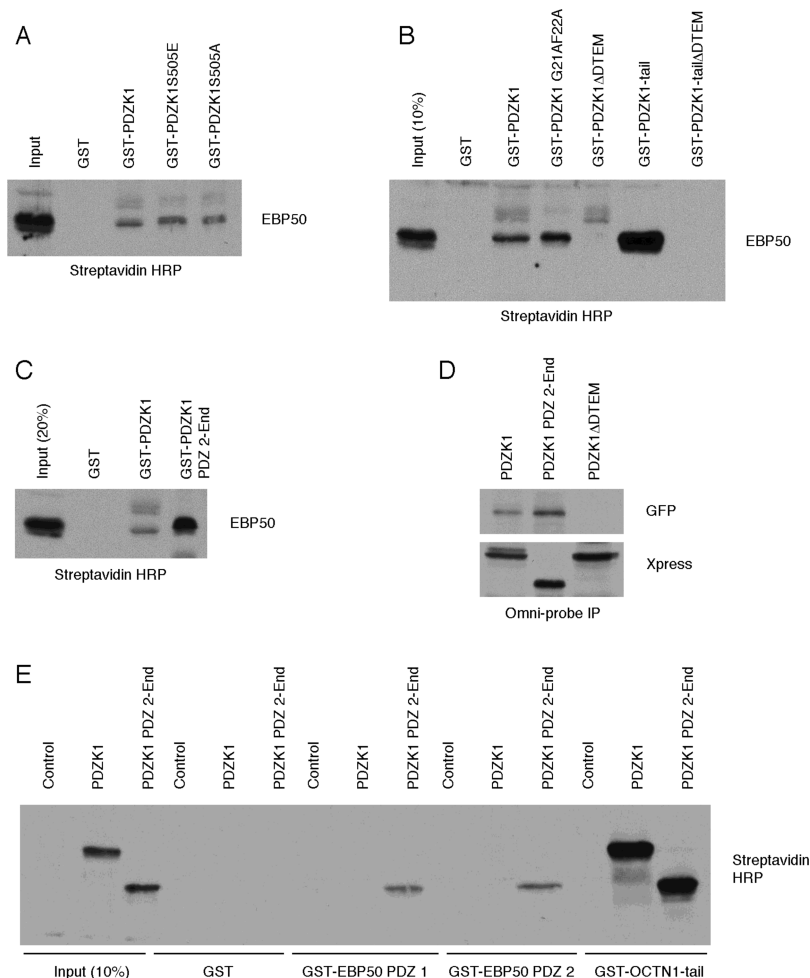 A
Input
GST
GST-PDZK1
GST-PDZK1S505E
GST-PDZK1S505A
EBP50
Streptavidin HRP
B
Input (10%)
GST
GST-PDZK1
GST-PDZK1 G21AF22A
GST-PDZK1ΔDTEM
GST-PDZK1-tail
GST-PDZK1-tailΔDTEM
EBP50
Streptavidin HRP
C
Input (20%)
GST
GST-PDZK1
GST-PDZK1
PDZ 2-End
EBP50
Streptavidin HRP
D
PDZK1
PDZK1 PDZ 2-End
PDZK1ΔDTEM
GFP
Xpress
Omni-probe IP
E
Control
PDZK1
PDZK1 PDZ 2-End
Control
PDZK1
PDZK1 PDZ 2-End
Control
PDZK1
PDZK1 PDZ 2-End
Control
PDZK1
PDZK1 PDZ 2-End
Control
PDZK1
PDZK1 PDZ 2-End
Streptavidin
HRP
Input (10%)
GST
GST-EBP50 PDZ 1
GST-EBP50 PDZ 2
GST-OCTN1-tail